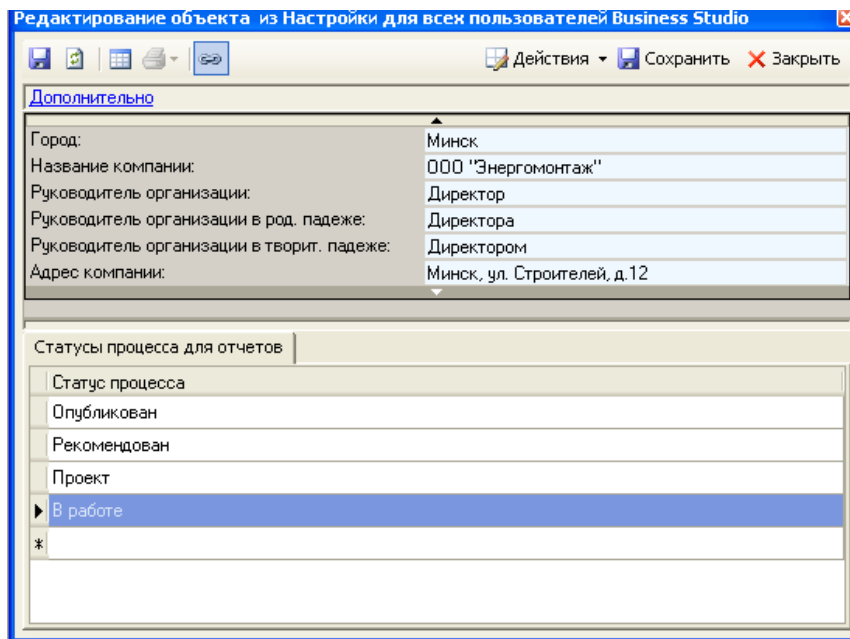 Редактирование объекта из Настройки для всех пользователей Business Studio
Действия Сохранить Закрыть
Дополнительно
Город: Минск
Название компании: ООО "Энергомонтаж"
Руководитель организации: Директор
Руководитель организации в род. падеже: Директора
Руководитель организации в творит. падеже: Директором
Адрес компании: Минск, ул. Строителей, д.12
Статусы процесса для отчетов
Статус процесса
Опубликован
Рекомендован
Проект
В работе
*